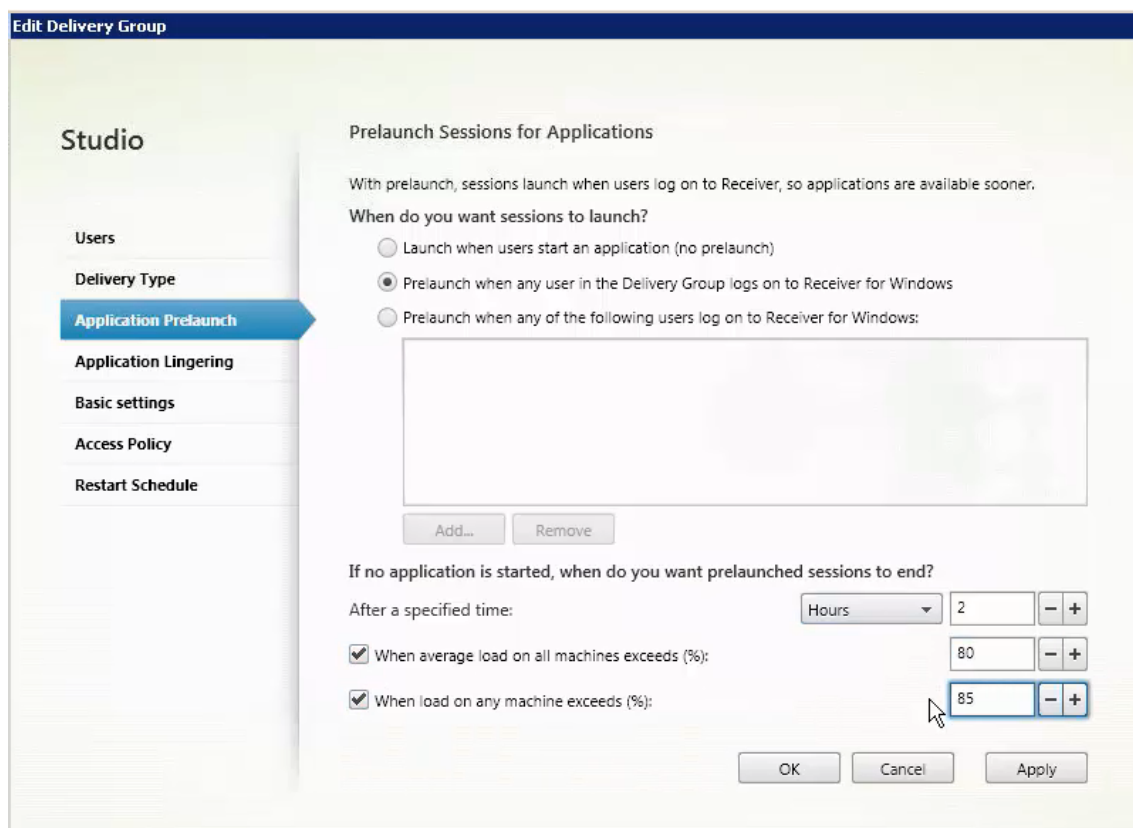 Edit Delivery Group
Studio
Users
Delivery Type
Application Prelaunch
Application Lingering
Basic settings
Access Policy
Restart Schedule
Prelaunch Sessions for Applications
With prelaunch, sessions launch when users log on to Receiver, so applications are available sooner.
When do you want sessions to launch?
Launch when users start an application (no prelaunch)
Prelaunch when any user in the Delivery Group logs on to Receiver for Windows
Prelaunch when any of the following users log on to Receiver for Windows:
Add... Remove
If no application is started, when do you want prelaunched sessions to end?
After a specified time: Hours 2 − +
When average load on all machines exceeds (%): 80 − +
When load on any machine exceeds (%): 85 − +
OK Cancel Apply